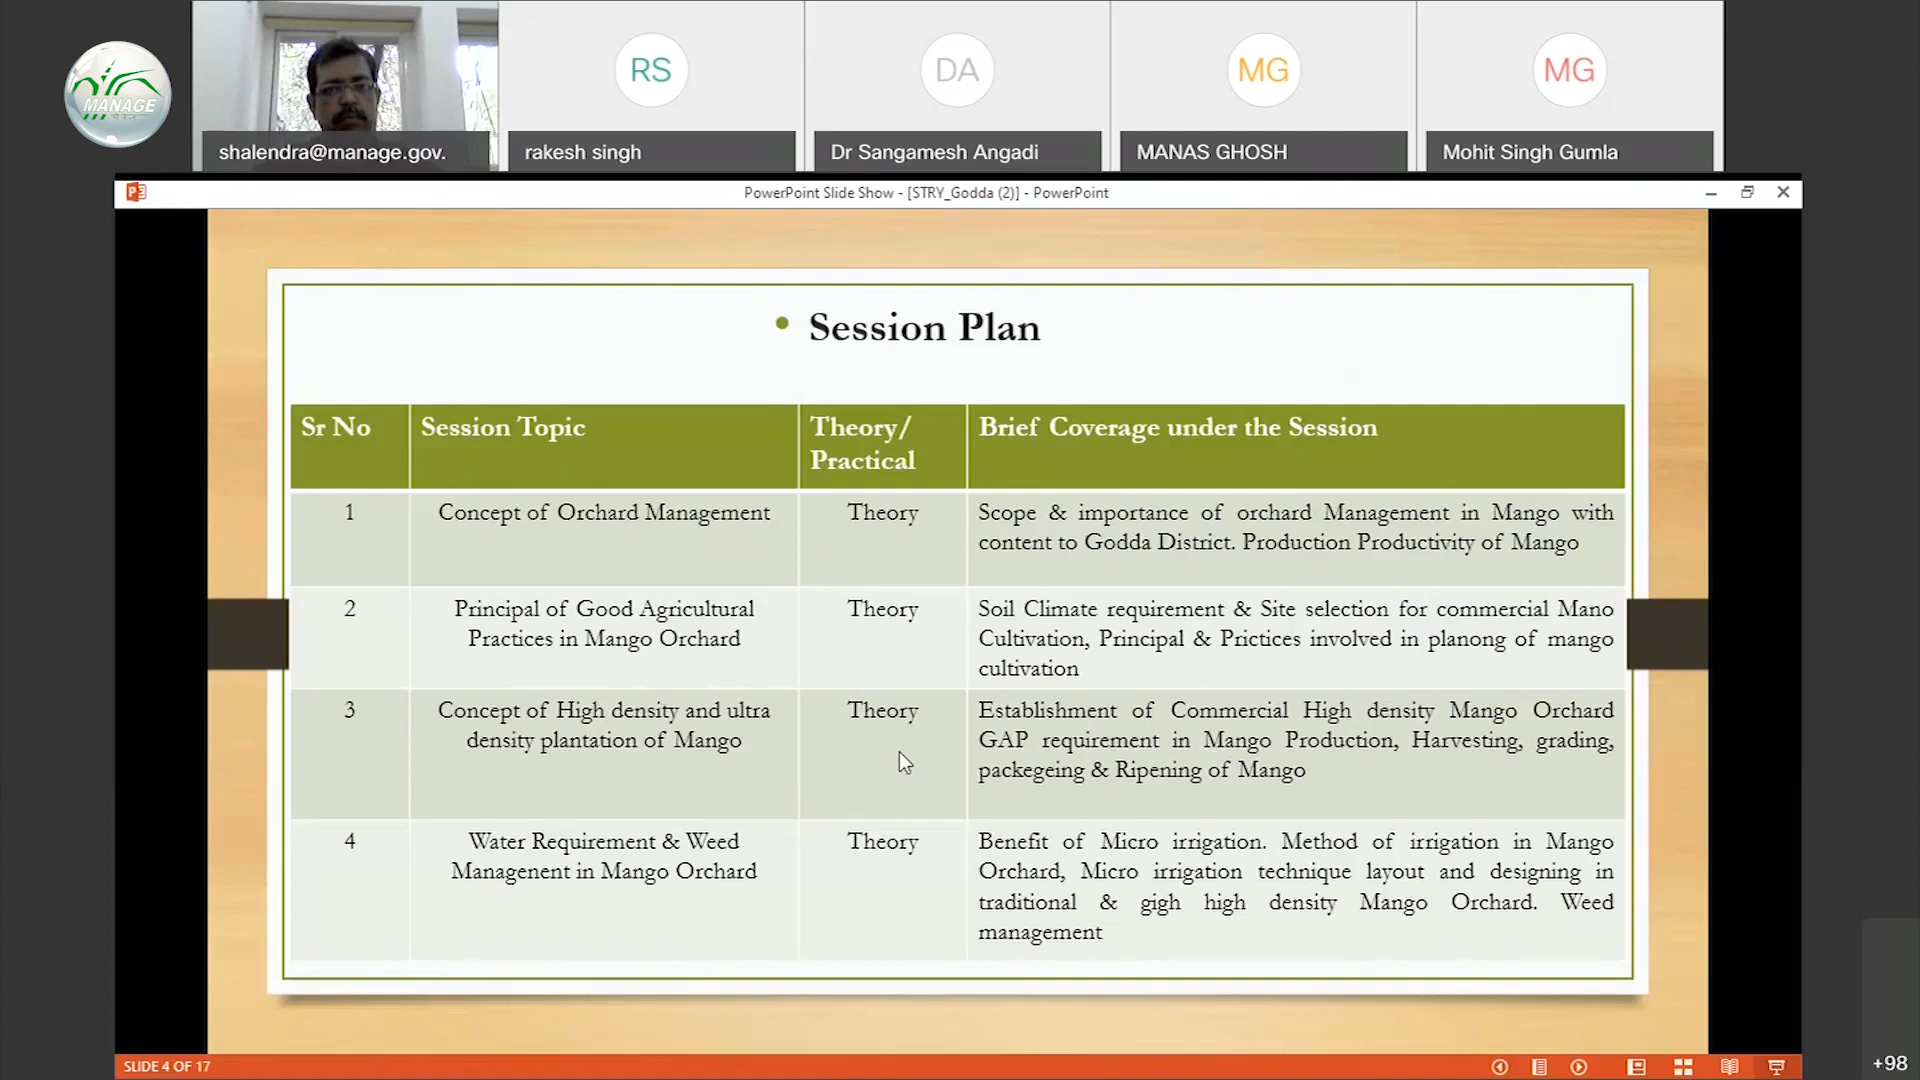 MANAGE
RS
DA
MG
MG
shalendra@manage.gov.
rakesh singh
Dr Sangamesh Angadi
MANAS GHOSH
Mohit Singh Gumla
PowerPoint Slide Show - [STRY_Godda (2)] - PowerPoint
• Session Plan
Sr No
Session Topic
Theory/
Practical
Brief Coverage under the Session
1
Concept of Orchard Management
Theory
Scope & importance of orchard Management in Mango with
content to Godda District. Production Productivity of Mango
2
Principal of Good Agricultural
Practices in Mango Orchard
Theory
Soil Climate requirement & Site selection for commercial Mano
Cultivation, Principal & Prictices involved in planong of mango
cultivation
3
Concept of High density and ultra
density plantation of Mango
Theory
Establishment of Commercial High density Mango Orchard
GAP requirement in Mango Production, Harvesting, grading,
packegeing & Ripening of Mango
4
Water Requirement & Weed
Managenent in Mango Orchard
Theory
Benefit of Micro irrigation. Method of irrigation in Mango
Orchard, Micro irrigation technique layout and designing in
traditional & gigh high density Mango Orchard. Weed
management
SLIDE 4 OF 17
+98